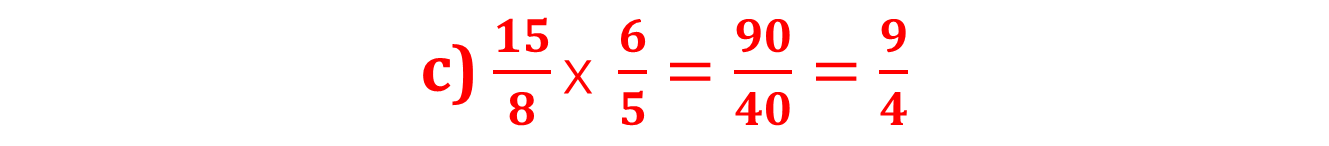 c) 15/8 x 6/5 = 90/40 = 9/4